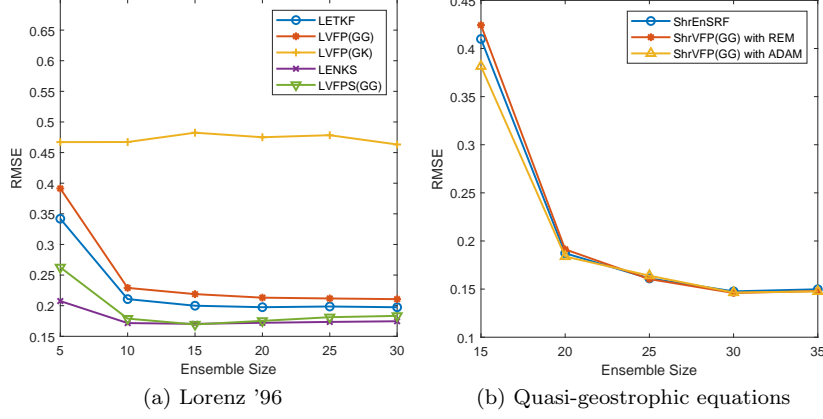 LETKF
LVFP(GG)
LVFP(GK)
LENKS
LVFPS(GG)
0.65
0.6
0.55
0.5
0.45
0.4
0.35
0.3
0.25
0.2
0.15
RMSE
5 10 15 20 25 30
Ensemble Size
(a) Lorenz '96
ShrEnSRF
ShrVFP(GG) with REM
ShrVFP(GG) with ADAM
0.45
0.4
0.35
0.3
0.25
0.2
0.15
0.1
RMSE
15 20 25 30 35
Ensemble Size
(b) Quasi-geostrophic equations